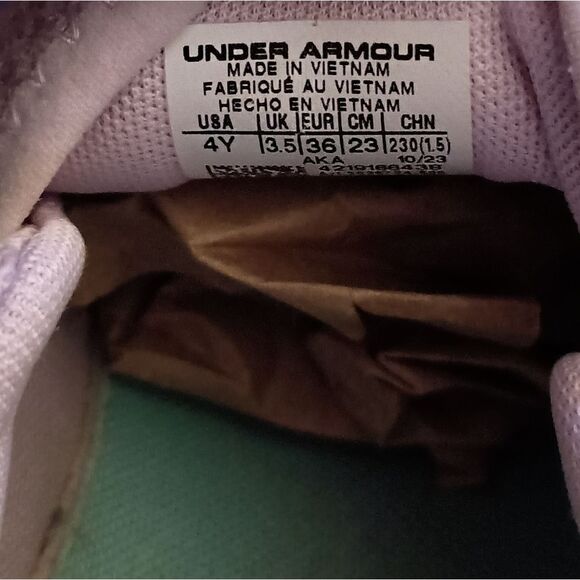 UNDER ARMOUR
MADE IN VIETNAM
FABRIQUÉ AU VIETNAM
HECHO EN VIETNAM
USA UK EUR CM CHN
4Y 3.5 36 23 230(1.5)
AKA 10/23